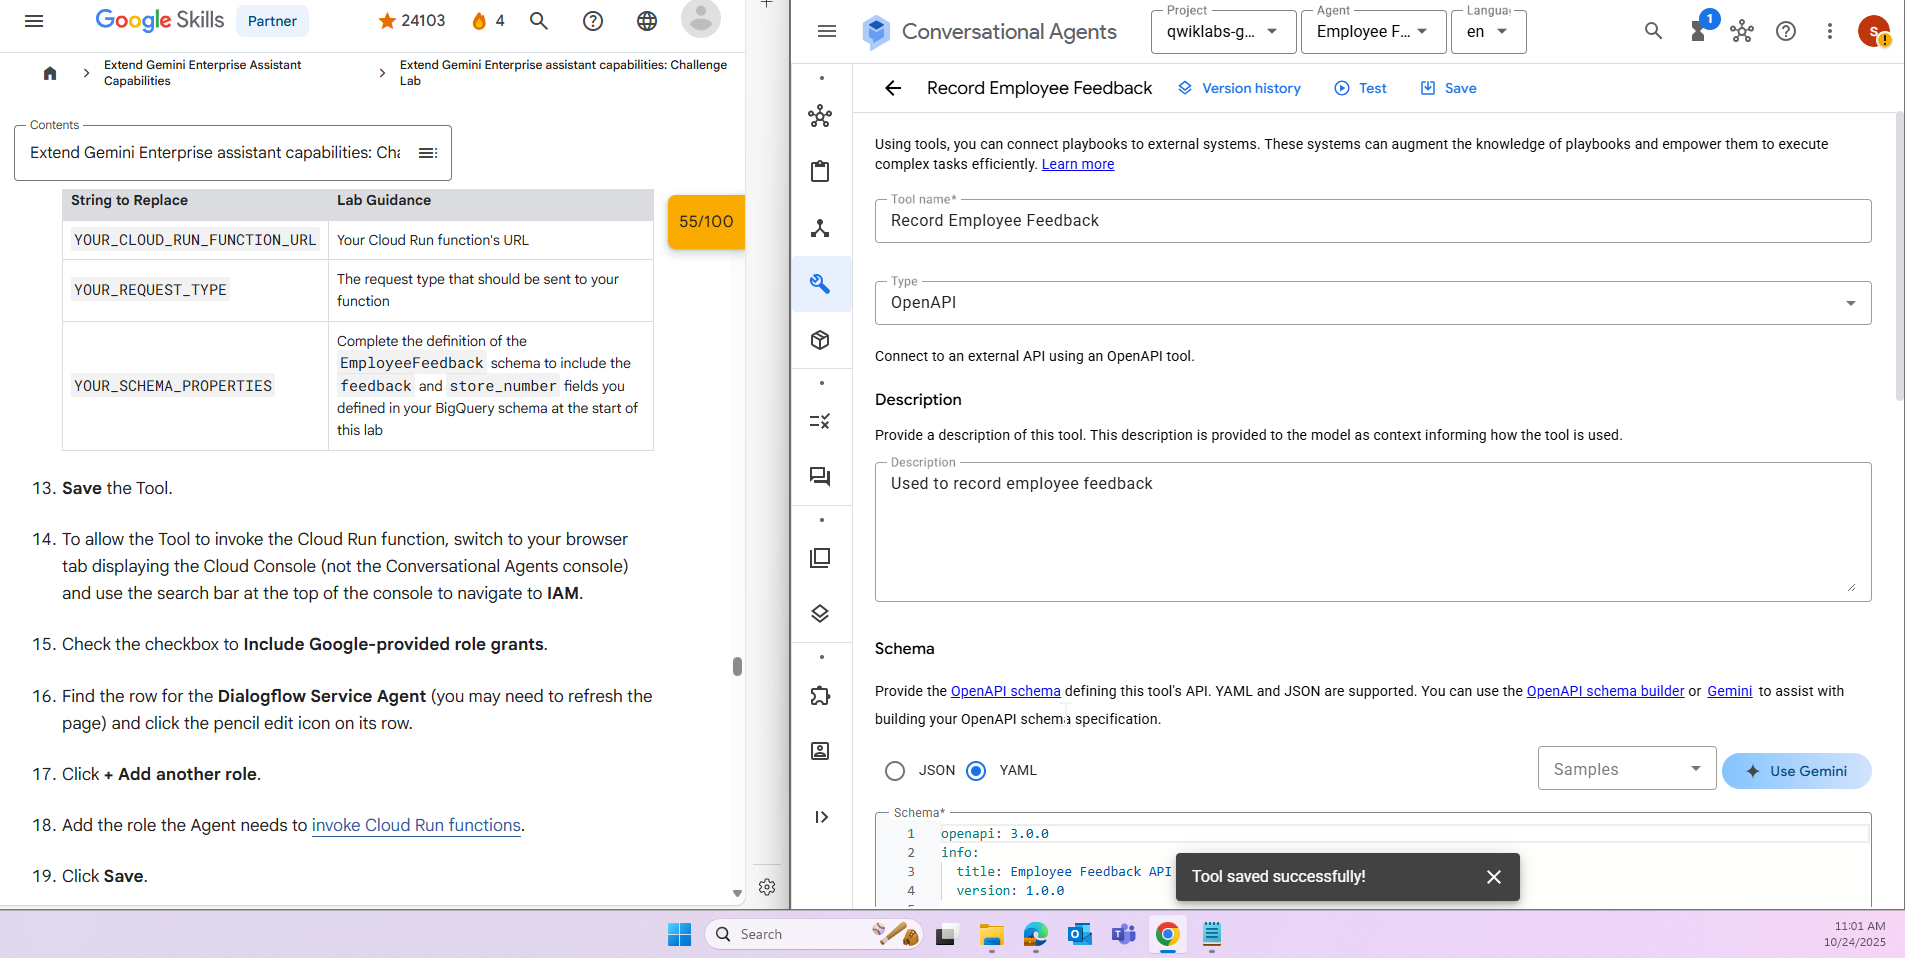 Google Skills
Partner
24103
4
Extend Gemini Enterprise Assistant Capabilities
Extend Gemini Enterprise assistant capabilities: Challenge Lab
Contents
Extend Gemini Enterprise assistant capabilities: Cha
55/100
String to Replace
Lab Guidance
YOUR_CLOUD_RUN_FUNCTION_URL
Your Cloud Run function's URL
YOUR_REQUEST_TYPE
The request type that should be sent to your
function
YOUR_SCHEMA_PROPERTIES
Complete the definition of the
EmployeeFeedback schema to include the
feedback and store_number fields you
defined in your BigQuery schema at the start of
this lab
13. Save the Tool.
14. To allow the Tool to invoke the Cloud Run function, switch to your browser
tab displaying the Cloud Console (not the Conversational Agents console)
and use the search bar at the top of the console to navigate to IAM.
15. Check the checkbox to Include Google-provided role grants.
16. Find the row for the Dialogflow Service Agent (you may need to refresh the
page) and click the pencil edit icon on its row.
17. Click + Add another role.
18. Add the role the Agent needs to invoke Cloud Run functions.
19. Click Save.
Conversational Agents
Project
qwiklabs-g...
Agent
Employee F...
Langua
en
1
s
Record Employee Feedback
Version history
Test
Save
Using tools, you can connect playbooks to external systems. These systems can augment the knowledge of playbooks and empower them to execute
complex tasks efficiently. Learn more
Tool name*
Record Employee Feedback
Type
OpenAPI
Connect to an external API using an OpenAPI tool.
Description
Provide a description of this tool. This description is provided to the model as context informing how the tool is used.
Description
Used to record employee feedback
Schema
Provide the OpenAPI schema defining this tool's API. YAML and JSON are supported. You can use the OpenAPI schema builder or Gemini to assist with
building your OpenAPI schema specification.
JSON
YAML
Samples
Use Gemini
Schema*
1 openapi: 3.0.0
2 info:
3 title: Employee Feedback API
4 version: 1.0.0
Tool saved successfully!
Search
11:01 AM
10/24/2025